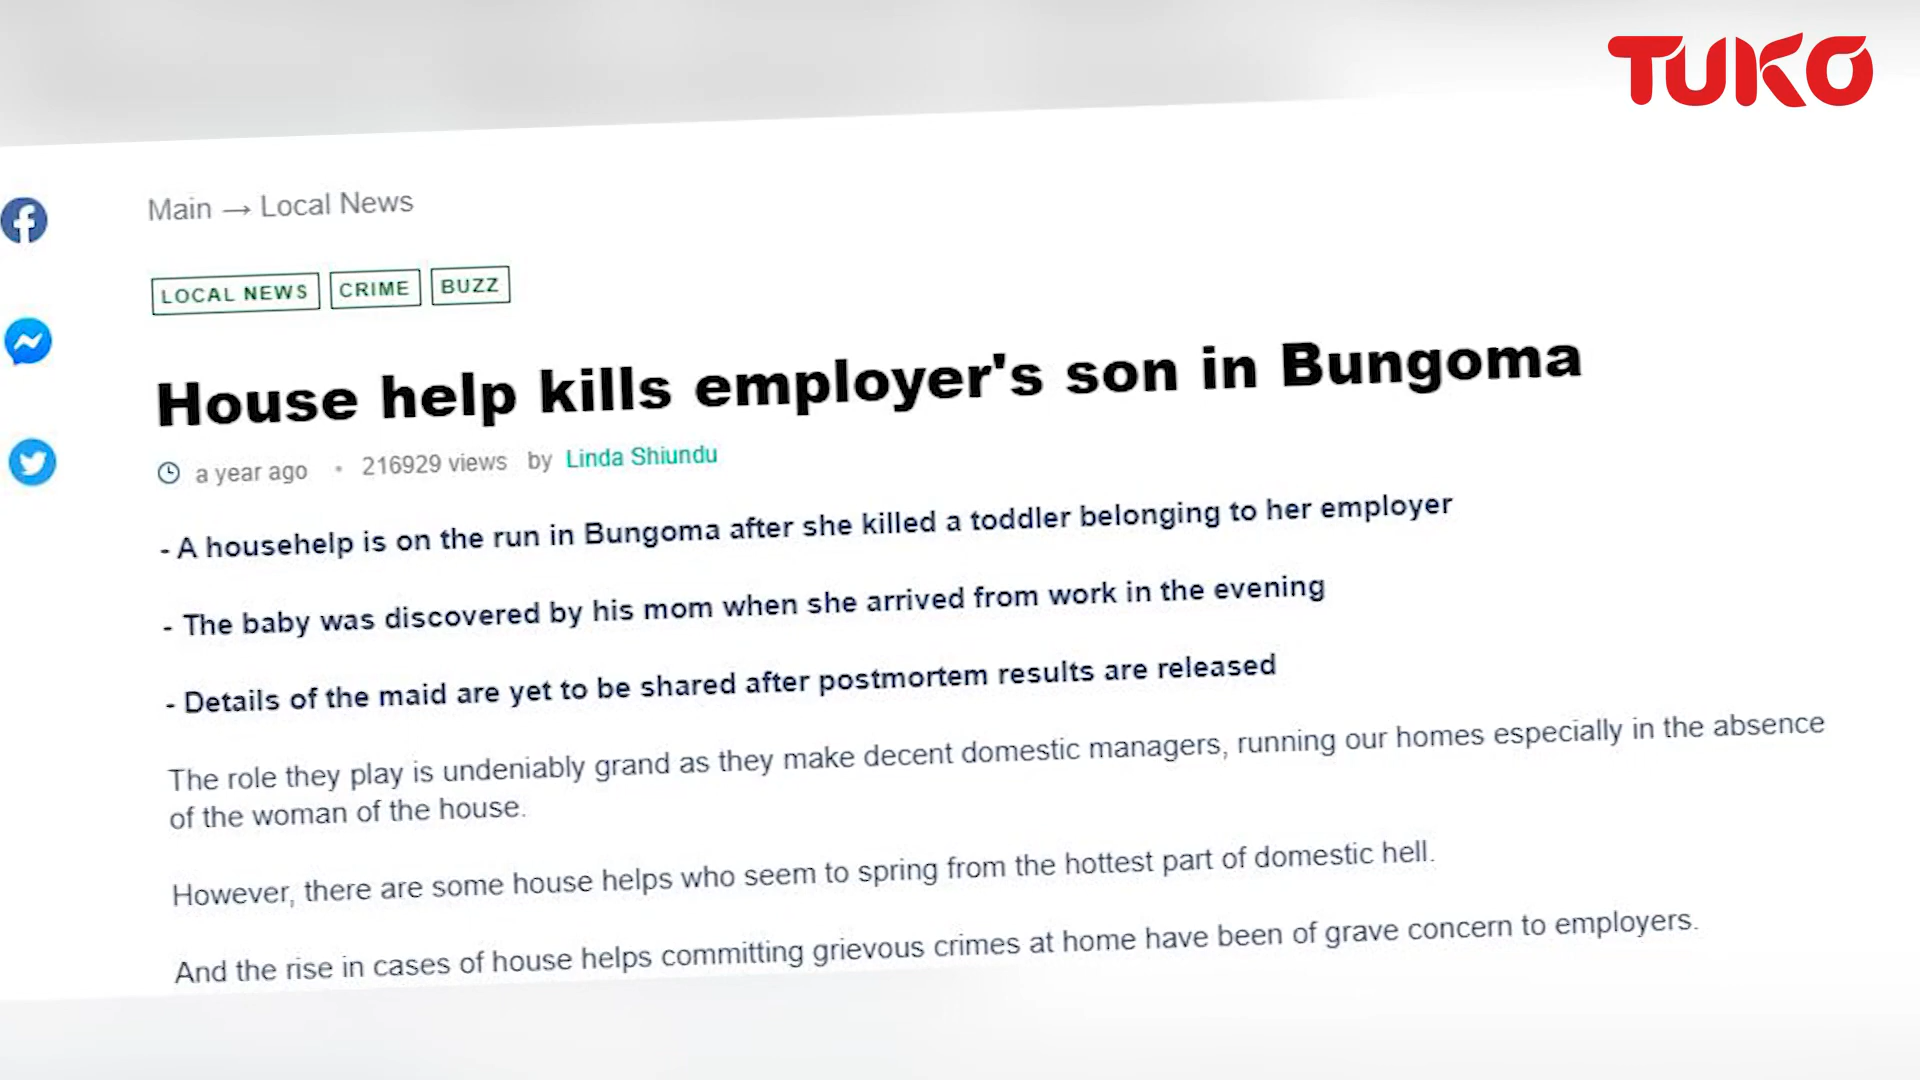 TUKO
Main → Local News
LOCAL NEWS CRIME BUZZ
House help kills employer's son in Bungoma
a year ago • 216929 views by Linda Shiundu
- A househelp is on the run in Bungoma after she killed a toddler belonging to her employer
- The baby was discovered by his mom when she arrived from work in the evening
- Details of the maid are yet to be shared after postmortem results are released
The role they play is undeniably grand as they make decent domestic managers, running our homes especially in the absence
of the woman of the house.
However, there are some house helps who seem to spring from the hottest part of domestic hell.
And the rise in cases of house helps committing grievous crimes at home have been of grave concern to employers.